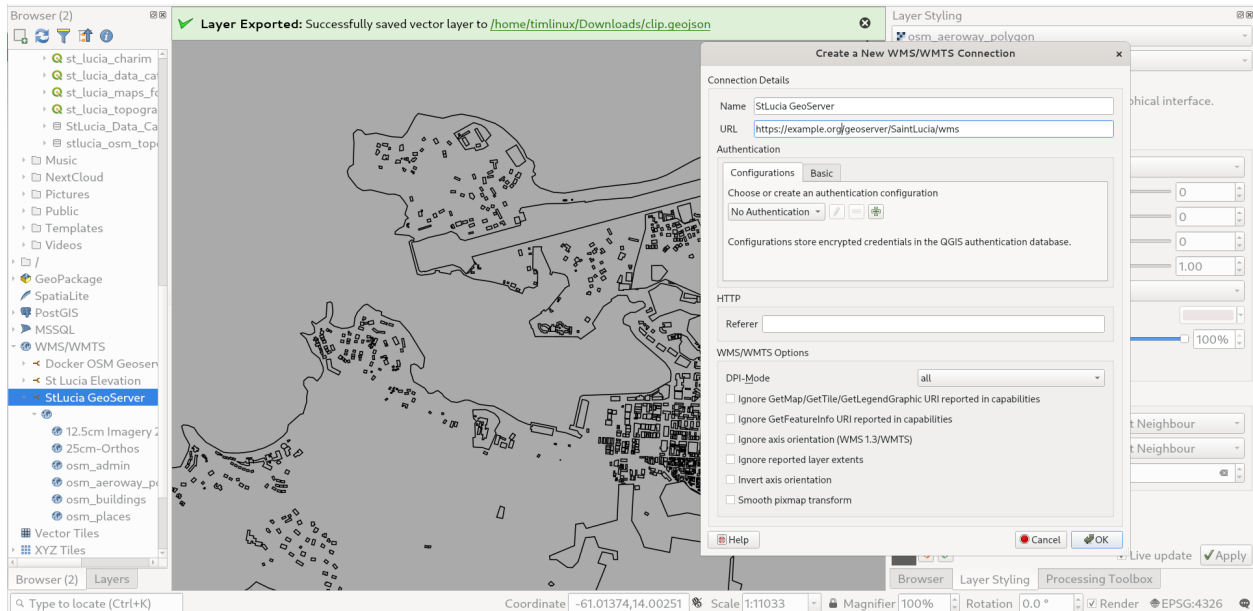 Browser (2)
st_lucia_charim
st_lucia_data_ca
st_lucia_maps_fo
st_lucia_topogra
StLucia_Data_Ca
stlucia_osm_topo
Music
NextCloud
Pictures
Public
Templates
Videos
/
GeoPackage
SpatiaLite
PostGIS
MSSQL
WMS/WMTS
Docker OSM Geoserv
St Lucia Elevation
StLucia GeoServer
12.5cm Imagery 2
25cm-Orthos
osm_admin
osm_aeroway_po
osm_buildings
osm_places
Vector Tiles
XYZ Tiles
Browser (2) Layers
Layer Exported: Successfully saved vector layer to /home/timlinux/Downloads/clip.geojson
Create a New WMS/WMTS Connection
Connection Details
Name StLucia GeoServer
URL https://example.org/geoserver/SaintLucia/wms
Authentication
Configurations Basic
Choose or create an authentication configuration
No Authentication
Configurations store encrypted credentials in the QGIS authentication database.
HTTP
Referer
WMS/WMTS Options
DPI-Mode all
Ignore GetMap/GetTile/GetLegendGraphic URI reported in capabilities
Ignore GetFeatureInfo URI reported in capabilities
Ignore axis orientation (WMS 1.3/WMTS)
Ignore reported layer extents
Invert axis orientation
Smooth pixmap transform
Help Cancel OK
Layer Styling
osm_aeroway_polygon
phical interface.
0
0
0
1.00
100%
t Neighbour
t Neighbour
Live update Apply
Browser Layer Styling Processing Toolbox
Type to locate (Ctrl+K) Coordinate -61.01374,14.00251 Scale 1:11033 Magnifier 100% Rotation 0.0 ° Render EPSG:4326